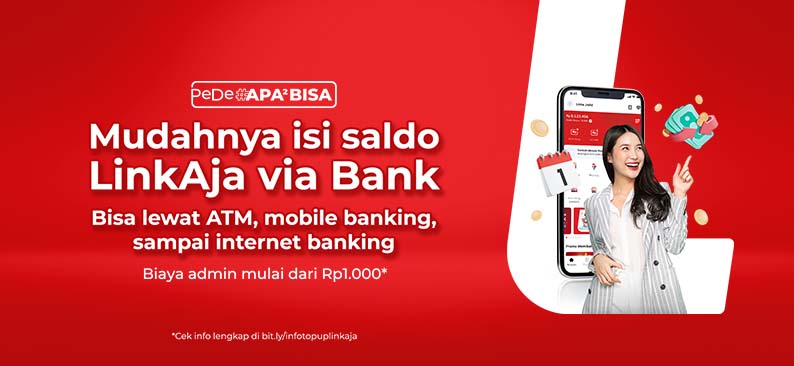 PeDe #APA²BISA
Mudahnya isi saldo
LinkAja via Bank
Bisa lewat ATM, mobile banking,
sampai internet banking
Biaya admin mulai dari Rp1.000*
*Cek info lengkap di bit.ly/infotopuplinkaja
1